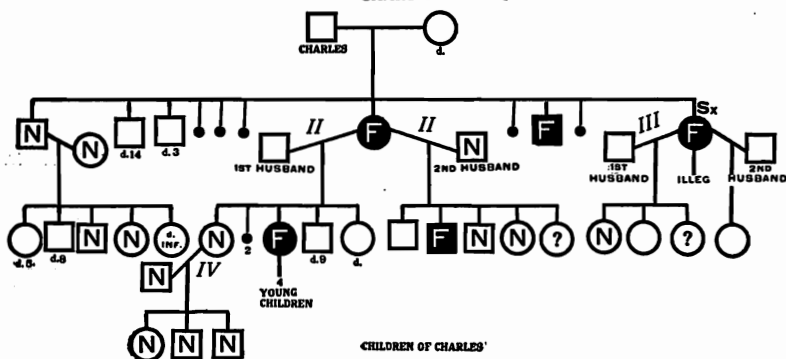 CHARLES
d.
Sx
N
N
d.14
d.3
II
F
II
F
III
F
1ST HUSBAND
N
2ND HUSBAND
1ST HUSBAND
ILLEG
2ND HUSBAND
d.5.
d.8
N
N
d. INF.
N
2
F
d.9
d.
F
N
N
?
N
?
N
IV
4
YOUNG
CHILDREN
N
N
N
CHILDREN OF CHARLES'